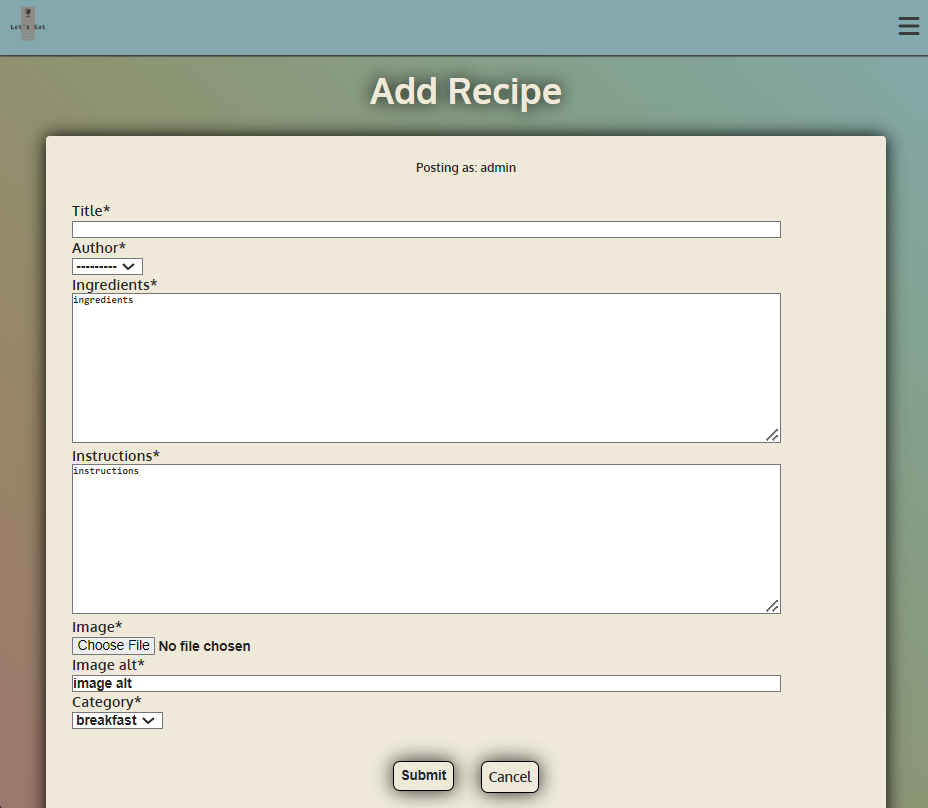 Let's Eat
Add Recipe
Posting as: admin
Title*
Author*
---------
Ingredients*
ingredients
Instructions*
instructions
Image*
Choose File No file chosen
Image alt*
image alt
Category*
breakfast
Submit Cancel